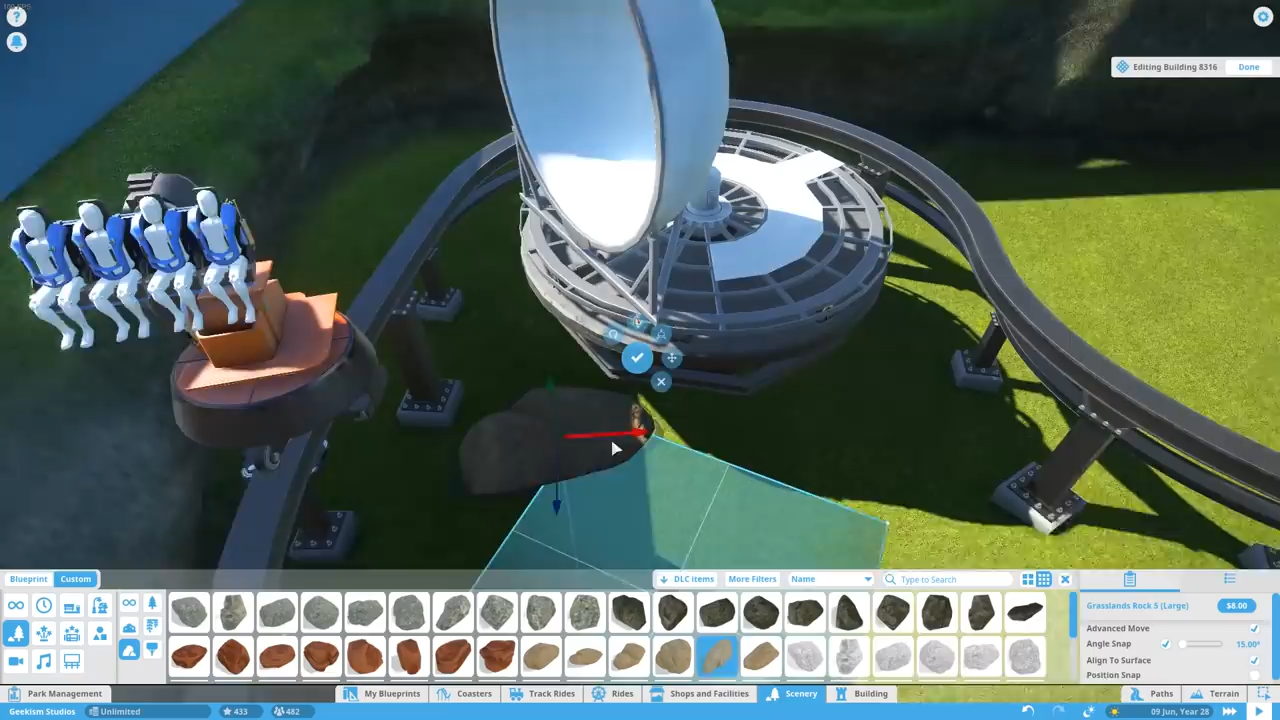 100 FPS
Editing Building 8316
Done
Blueprint
Custom
DLC items
More Filters
Name
Type to Search
Grasslands Rock 5 (Large)
$8.00
Advanced Move
Angle Snap
15.00°
Align To Surface
Position Snap
Park Management
My Blueprints
Coasters
Track Rides
Rides
Shops and Facilities
Scenery
Building
Paths
Terrain
Geekism Studios
Unlimited
433
482
09 Jun, Year 28